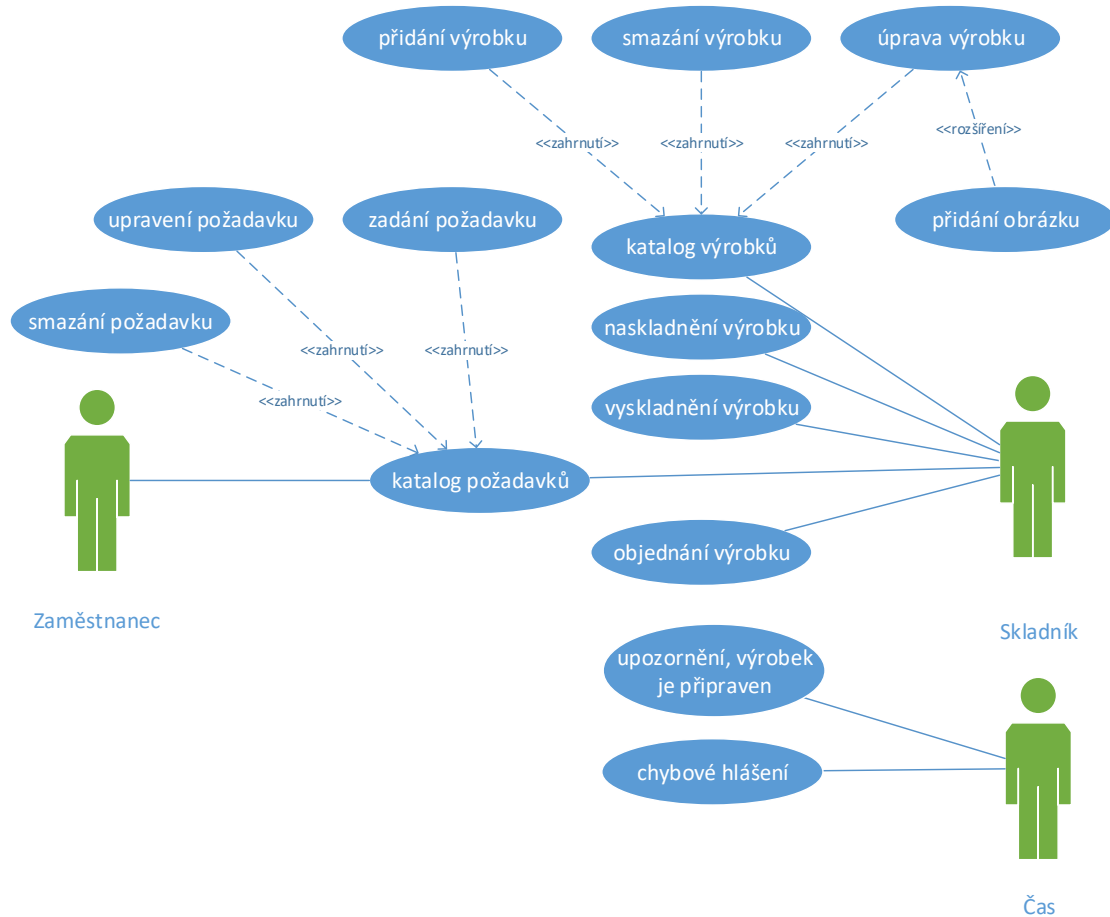 přidání výrobku
smazání výrobku
úprava výrobku
<<rozšíření>>
<<zahrnutí>>
<<zahrnutí>>
<<zahrnutí>>
upravení požadavku
zadání požadavku
přidání obrázku
katalog výrobků
smazání požadavku
naskladnění výrobku
<<zahrnutí>>
<<zahrnutí>>
<<zahrnutí>>
vyskladnění výrobku
katalog požadavků
objednání výrobku
Zaměstnanec
Skladník
upozornění, výrobek
je připraven
chybové hlášení
Čas